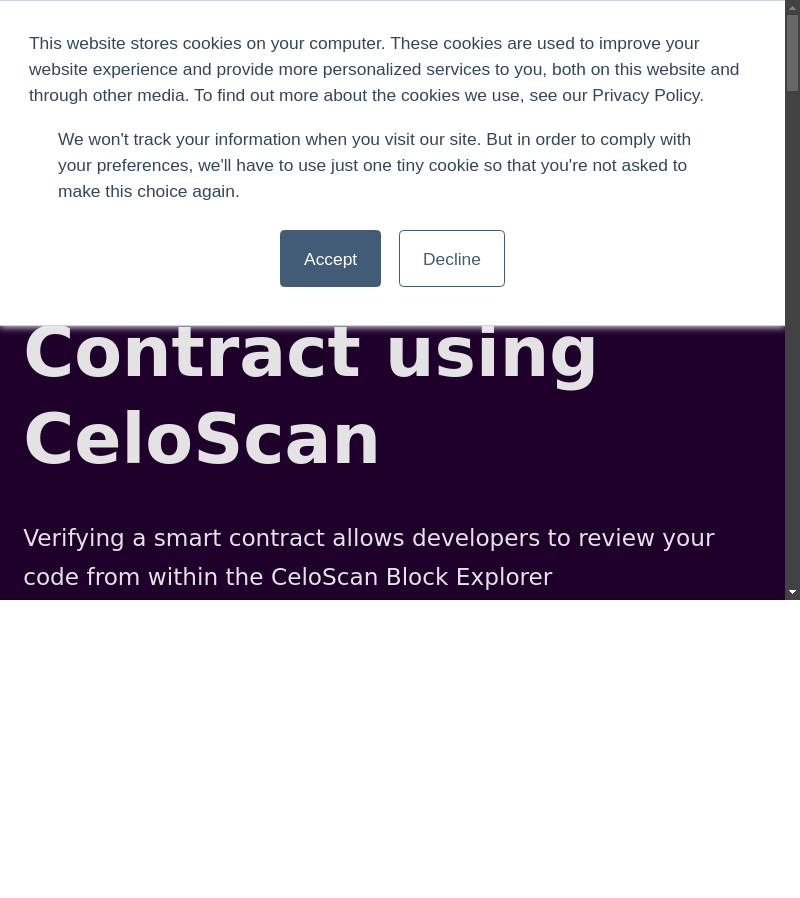 This website stores cookies on your computer. These cookies are used to improve your
website experience and provide more personalized services to you, both on this website and
through other media. To find out more about the cookies we use, see our Privacy Policy.
We won't track your information when you visit our site. But in order to comply with
your preferences, we'll have to use just one tiny cookie so that you're not asked to
make this choice again.
Accept Decline
Contract using
CeloScan
Verifying a smart contract allows developers to review your
code from within the CeloScan Block Explorer